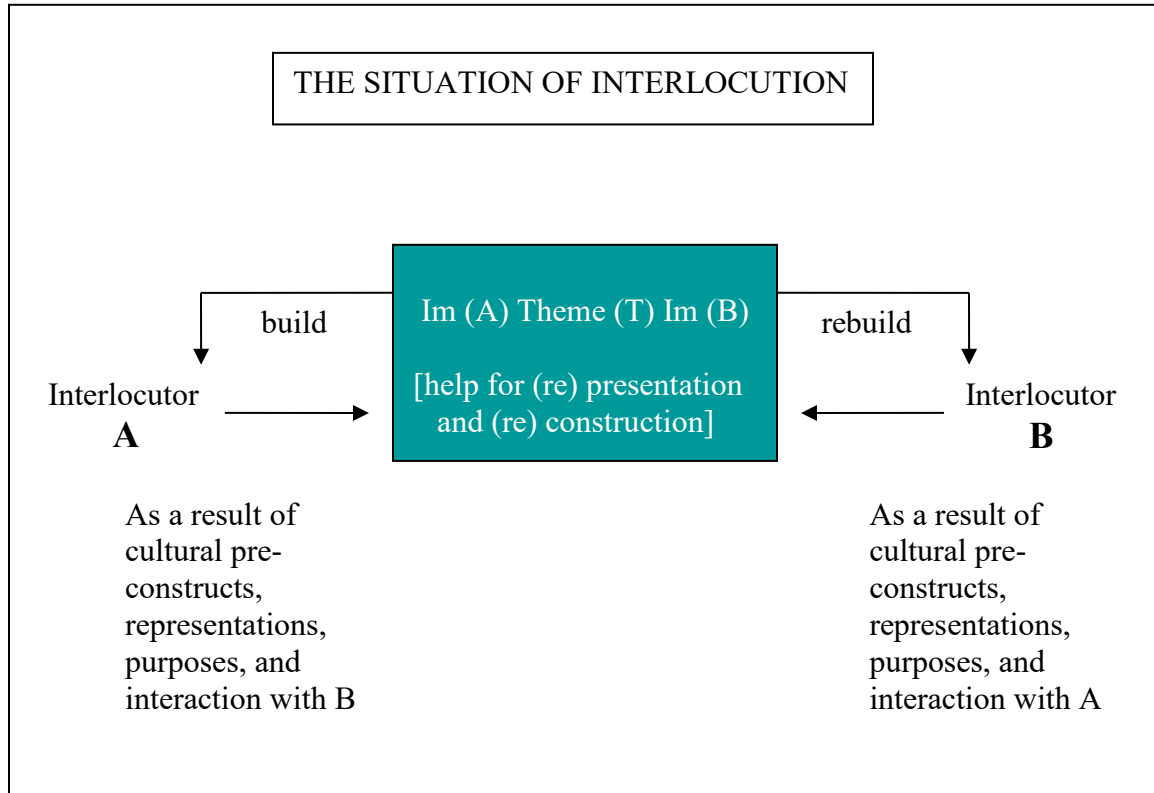 THE SITUATION OF INTERLOCUTION
build
Im (A) Theme (T) Im (B)
rebuild
[help for (re) presentation
and (re) construction]
Interlocutor
A
Interlocutor
B
As a result of
cultural pre-
constructs,
representations,
purposes, and
interaction with B
As a result of
cultural pre-
constructs,
representations,
purposes, and
interaction with A